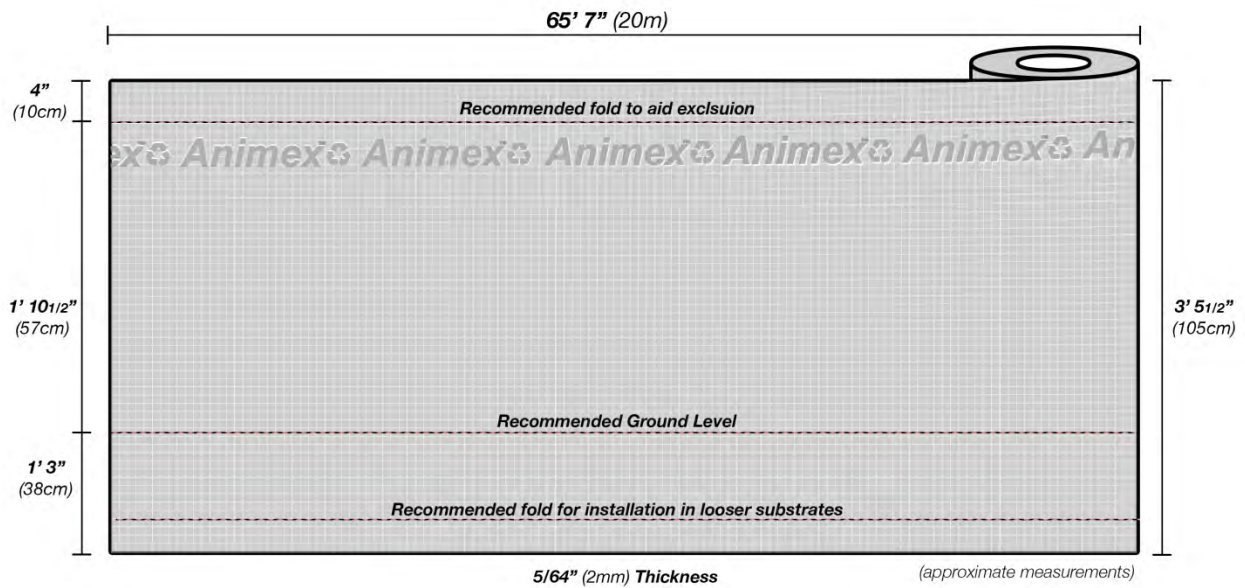 65' 7” (20m)
4”
(10cm)
Recommended fold to aid exclsuion
ex Animex Animex Animex Animex Animex An
1' 10 1/2”
(57cm)
3' 5 1/2”
(105cm)
Recommended Ground Level
1' 3”
(38cm)
Recommended fold for installation in looser substrates
5/64” (2mm) Thickness
(approximate measurements)